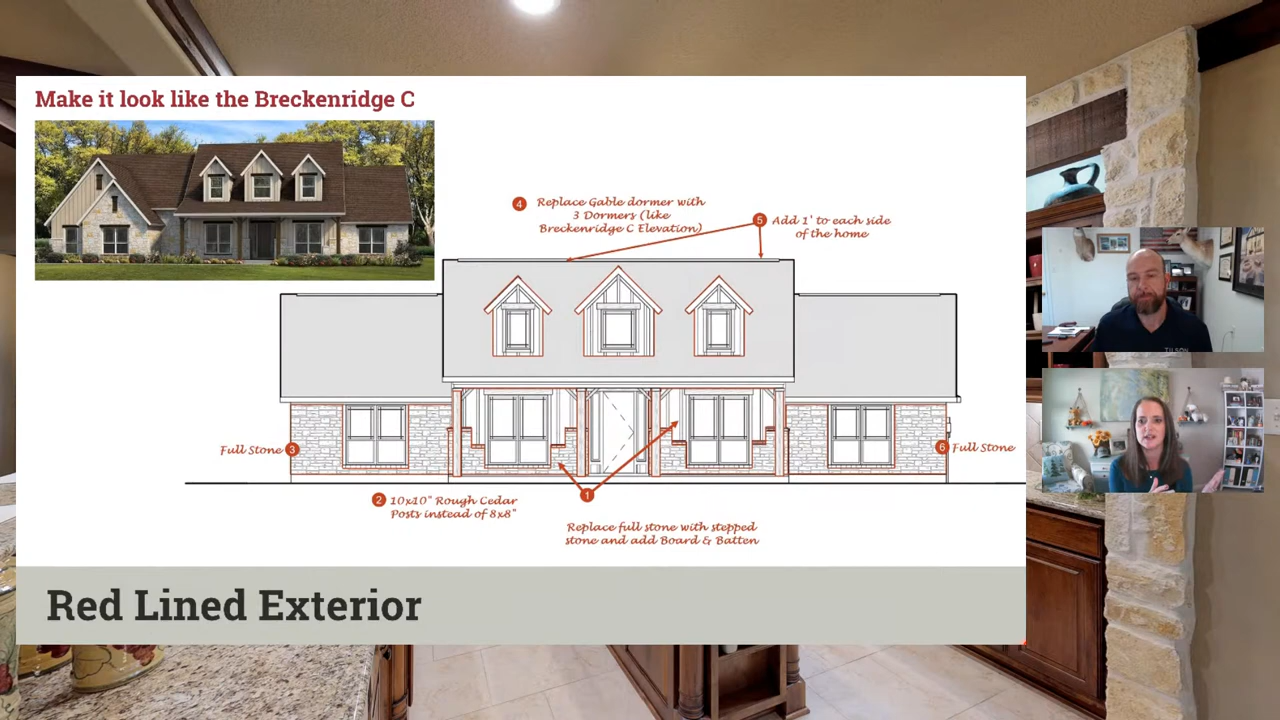 Make it look like the Breckenridge C
4 Replace Gable dormer with
3 Dormers (like
Breckenridge C Elevation)
5 Add 1' to each side
of the home
Full Stone 3
6 Full Stone
2 10x10" Rough Cedar
Posts instead of 8x8"
1
Replace full stone with stepped
stone and add Board & Batten
Red Lined Exterior
TILSON